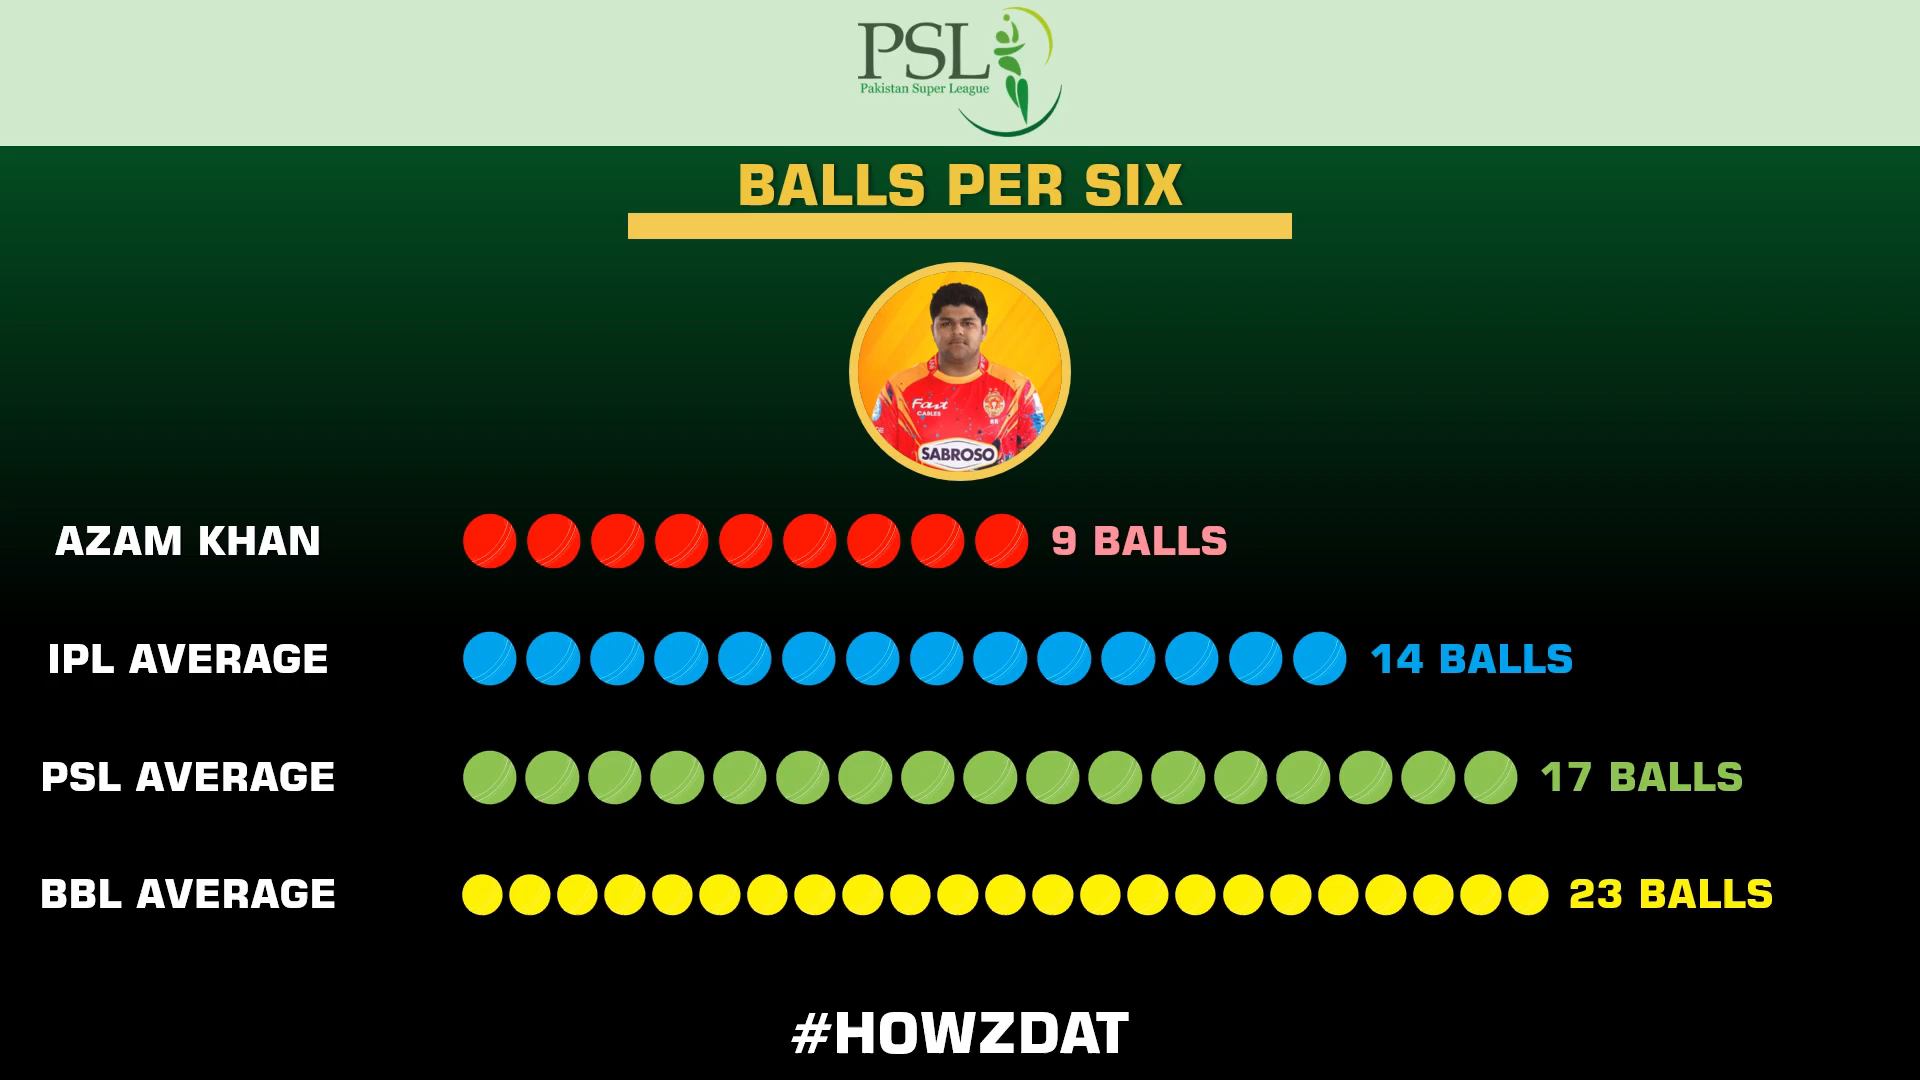 PSL
Pakistan Super League
BALLS PER SIX
Fast
CABLES
SABROSO
AZAM KHAN 9 BALLS
IPL AVERAGE 14 BALLS
PSL AVERAGE 17 BALLS
BBL AVERAGE 23 BALLS
#HOWZDAT